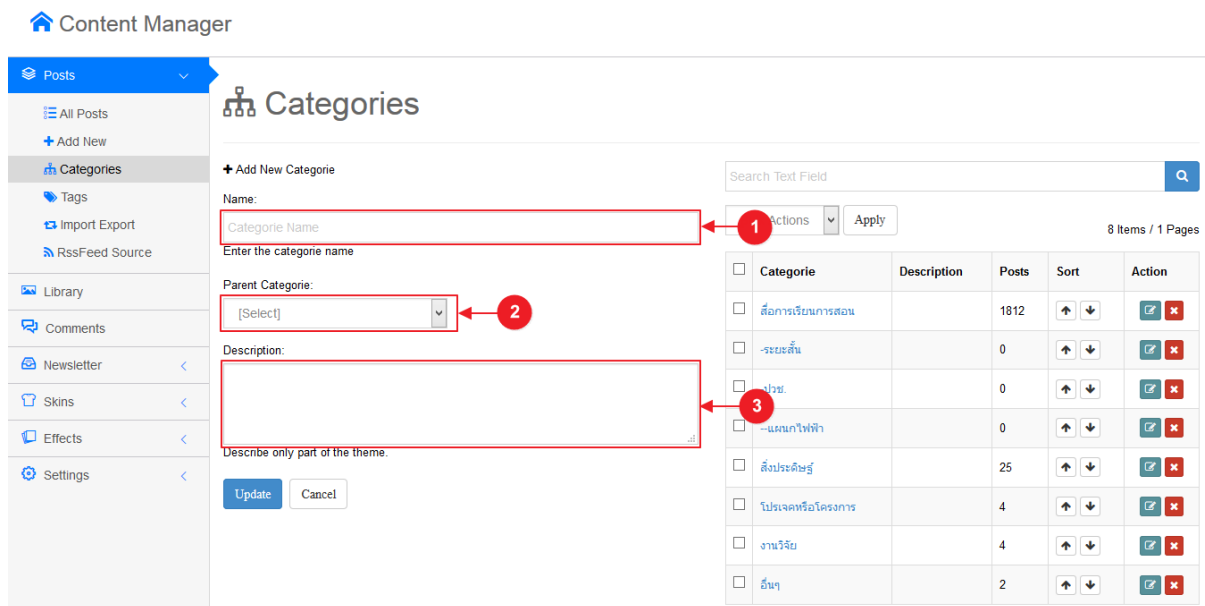 Content Manager
Posts
All Posts
Add New
Categories
Tags
Import Export
RssFeed Source
Library
Comments
Newsletter
Skins
Effects
Settings
Categories
Add New Categorie
Name:
Categorie Name
Enter the categorie name
Parent Categorie:
[Select]
Description:
Describe only part of the theme.
Update Cancel
1
2
3
Search Text Field
Actions Apply
8 Items / 1 Pages
Categorie Description Posts Sort Action
สื่อการเรียนการสอน 1812
-ระยะสั้น 0
-ปวช. 0
--แผนกไฟฟ้า 0
สิ่งประดิษฐ์ 25
โปรเจคหรือโครงการ 4
งานวิจัย 4
อื่นๆ 2